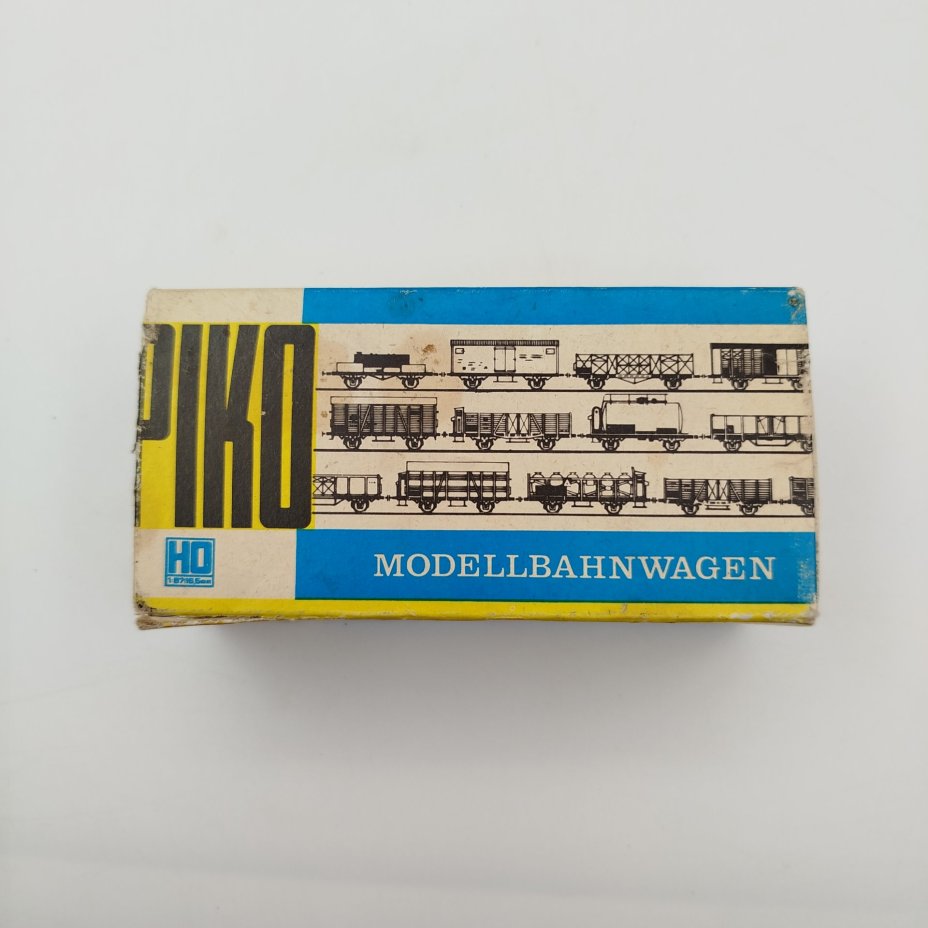 PIKO
HO
1:87/16,5mm
MODELLBAHNWAGEN